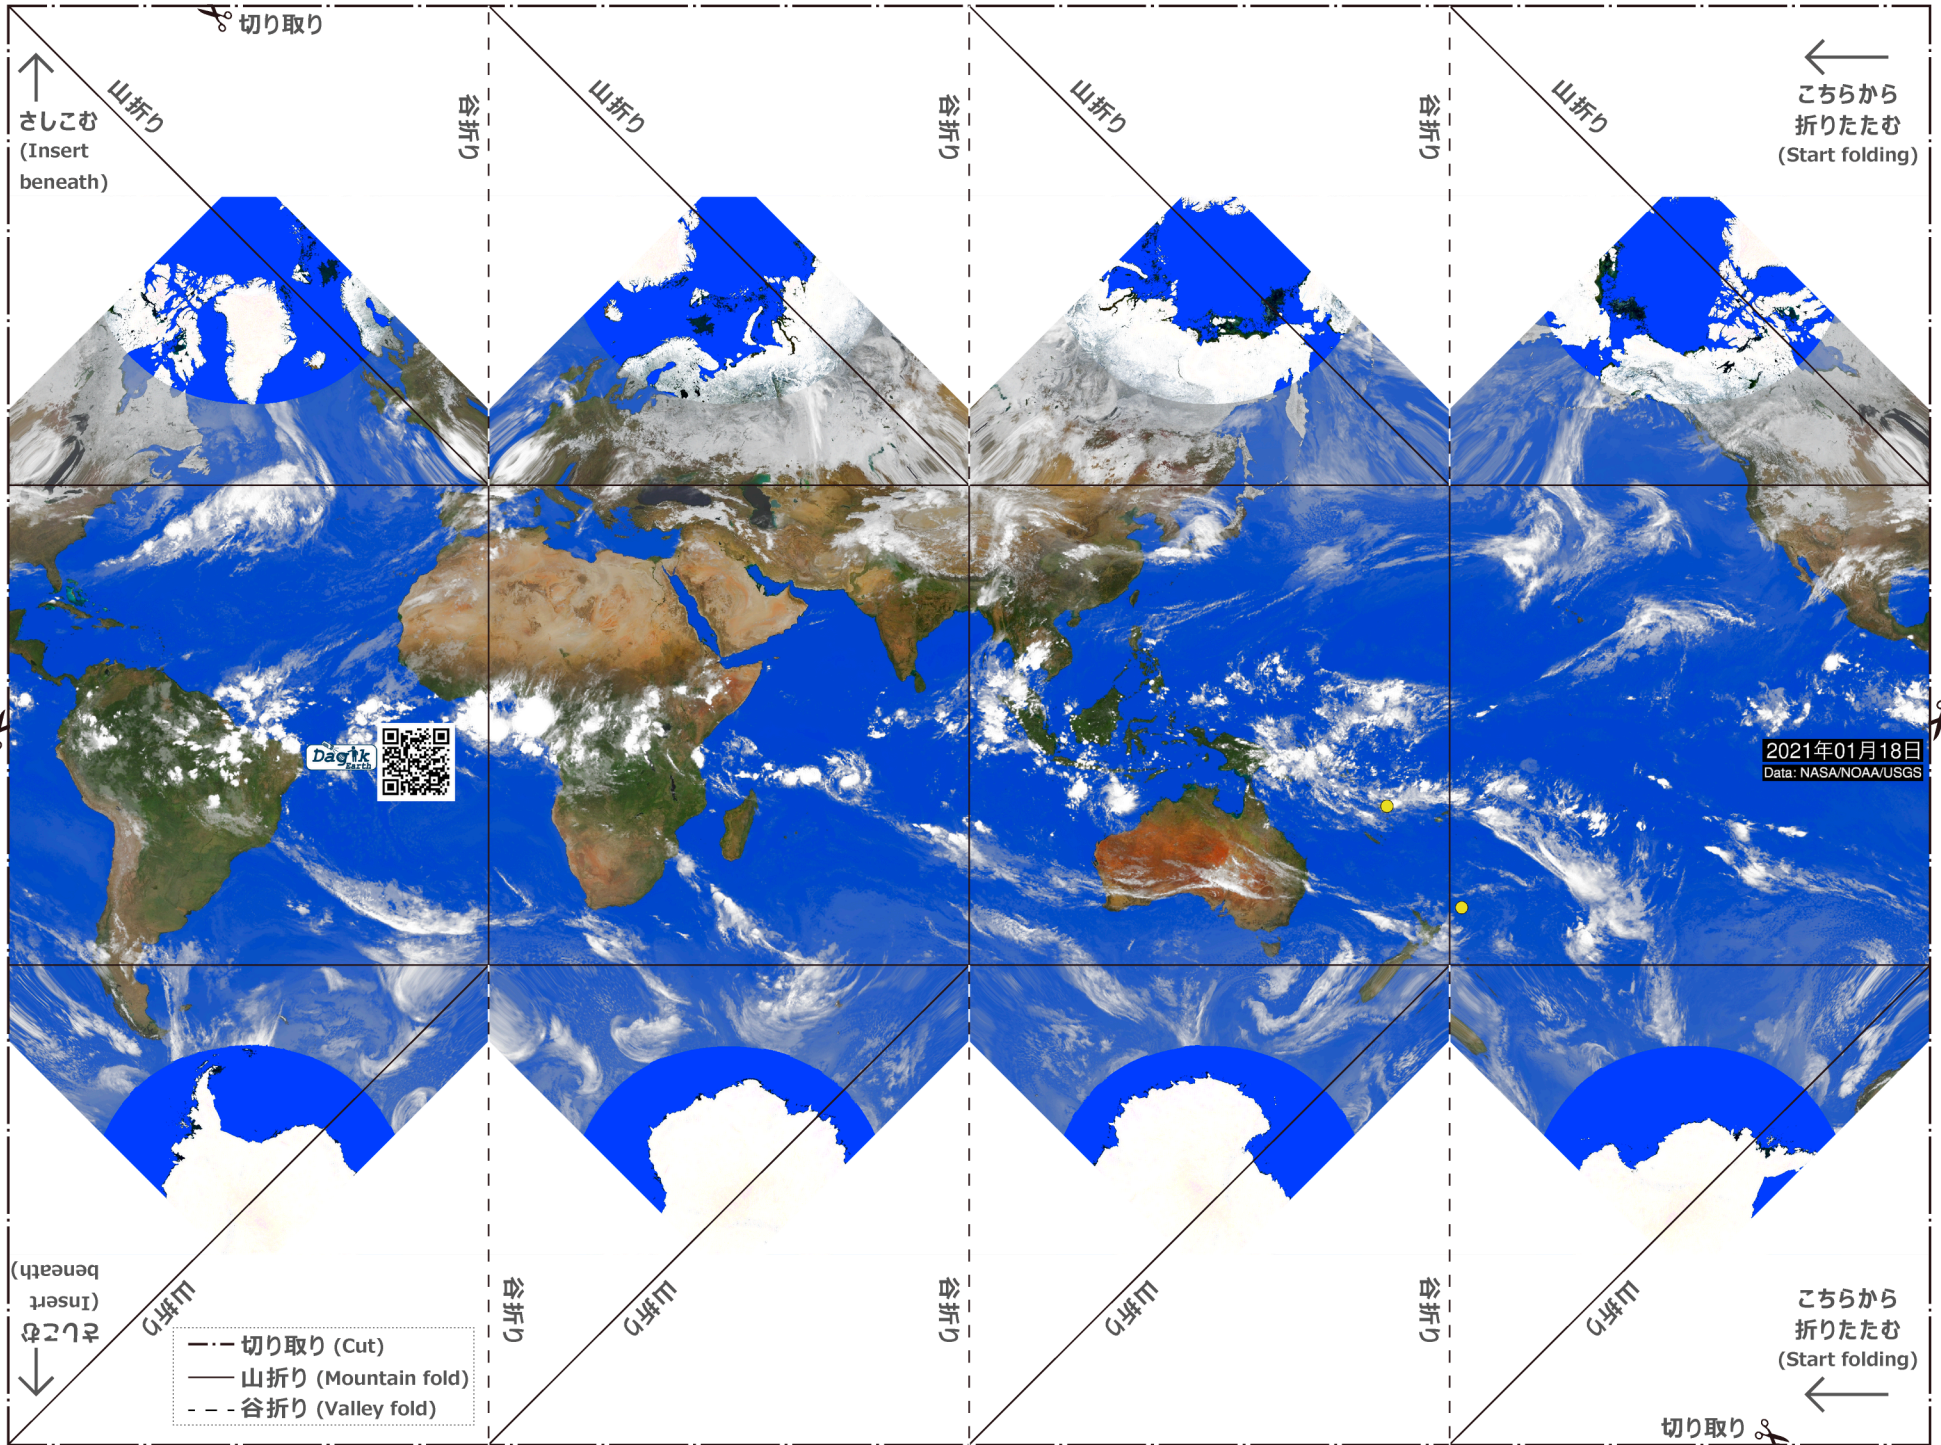 切り取り
山折り
山折り
山折り
山折り
谷折り
谷折り
谷折り
さしこむ
(Insert
beneath)
こちらから
折りたたむ
(Start folding)
Dagik
Earth
2021年01月18日
Data: NASA/NOAA/USGS
さしこむ
(Insert
beneath)
山折り
山折り
山折り
山折り
谷折り
谷折り
谷折り
切り取り (Cut)
山折り (Mountain fold)
谷折り (Valley fold)
こちらから
折りたたむ
(Start folding)
切り取り